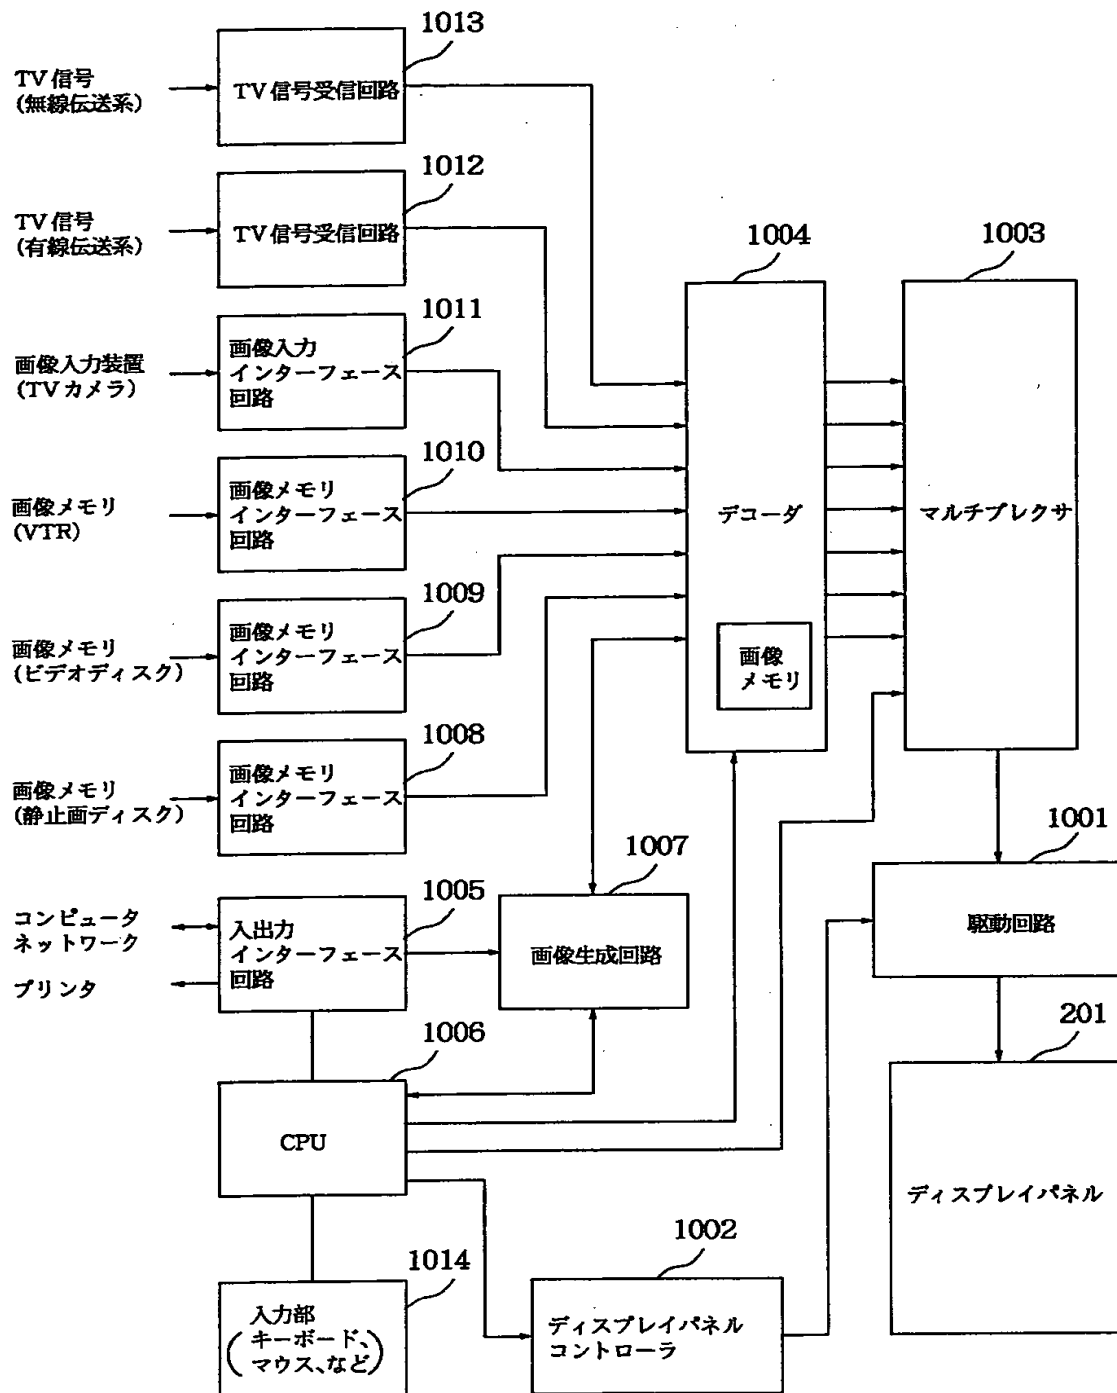 1013
TV 信号
(無線伝送系)
TV 信号受信回路
1012
TV 信号
(有線伝送系)
TV 信号受信回路
1004
1003
1011
画像入力装置
(TV カメラ)
画像入力
インターフェース
回路
1010
画像メモリ
(VTR)
画像メモリ
インターフェース
回路
デコーダ
マルチプレクサ
1009
画像メモリ
(ビデオディスク)
画像メモリ
インターフェース
回路
画像
メモリ
1008
画像メモリ
(静止画ディスク)
画像メモリ
インターフェース
回路
1007
1001
1005
コンピュータ
ネットワーク
プリンタ
入出力
インターフェース
回路
画像生成回路
駆動回路
1006
201
CPU
ディスプレイパネル
1014
1002
入力部
(キーボード、
マウス、など)
ディスプレイパネル
コントローラ